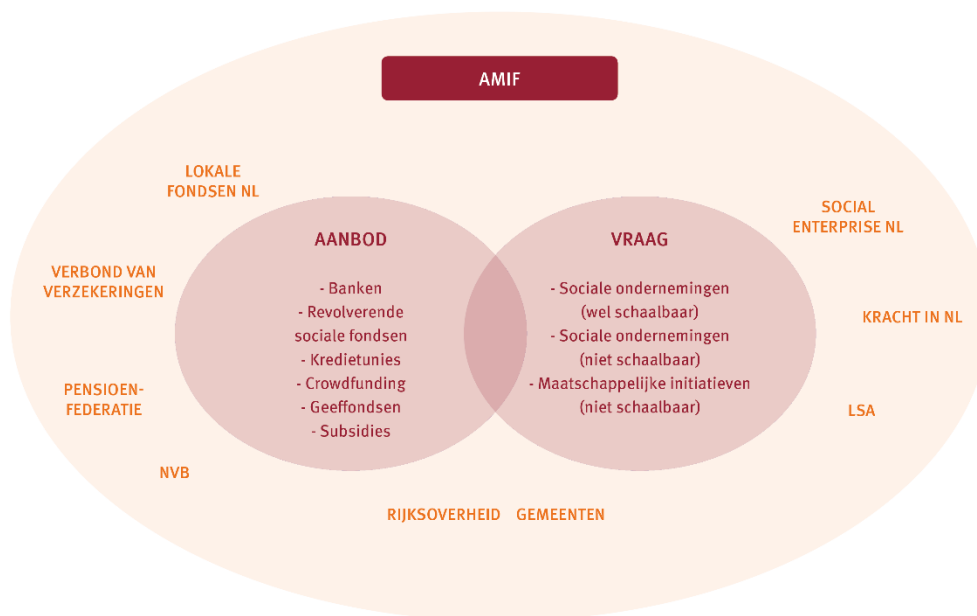 AMIF
LOKALE
FONDSEN NL
SOCIAL
ENTERPRISE NL
VERBOND VAN
VERZEKERINGEN
KRACHT IN NL
PENSIOEN-
FEDERATIE
LSA
NVB
RIJKSOVERHEID GEMEENTEN
AANBOD
- Banken
- Revolverende
sociale fondsen
- Kredietunies
- Crowdfunding
- Geeffondsen
- Subsidies
VRAAG
- Sociale ondernemingen
(wel schaalbaar)
- Sociale ondernemingen
(niet schaalbaar)
- Maatschappelijke initiatieven
(niet schaalbaar)